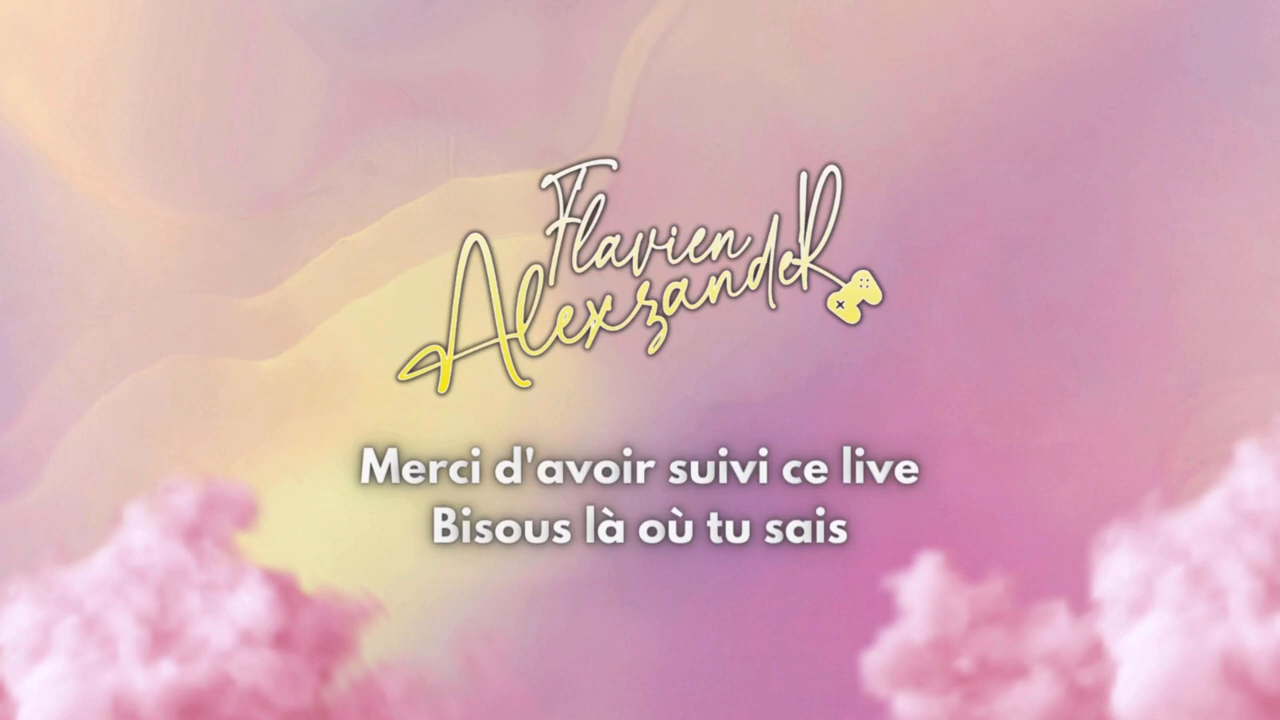 Flavien
AlexzandeR
Merci d'avoir suivi ce live
Bisous là où tu sais